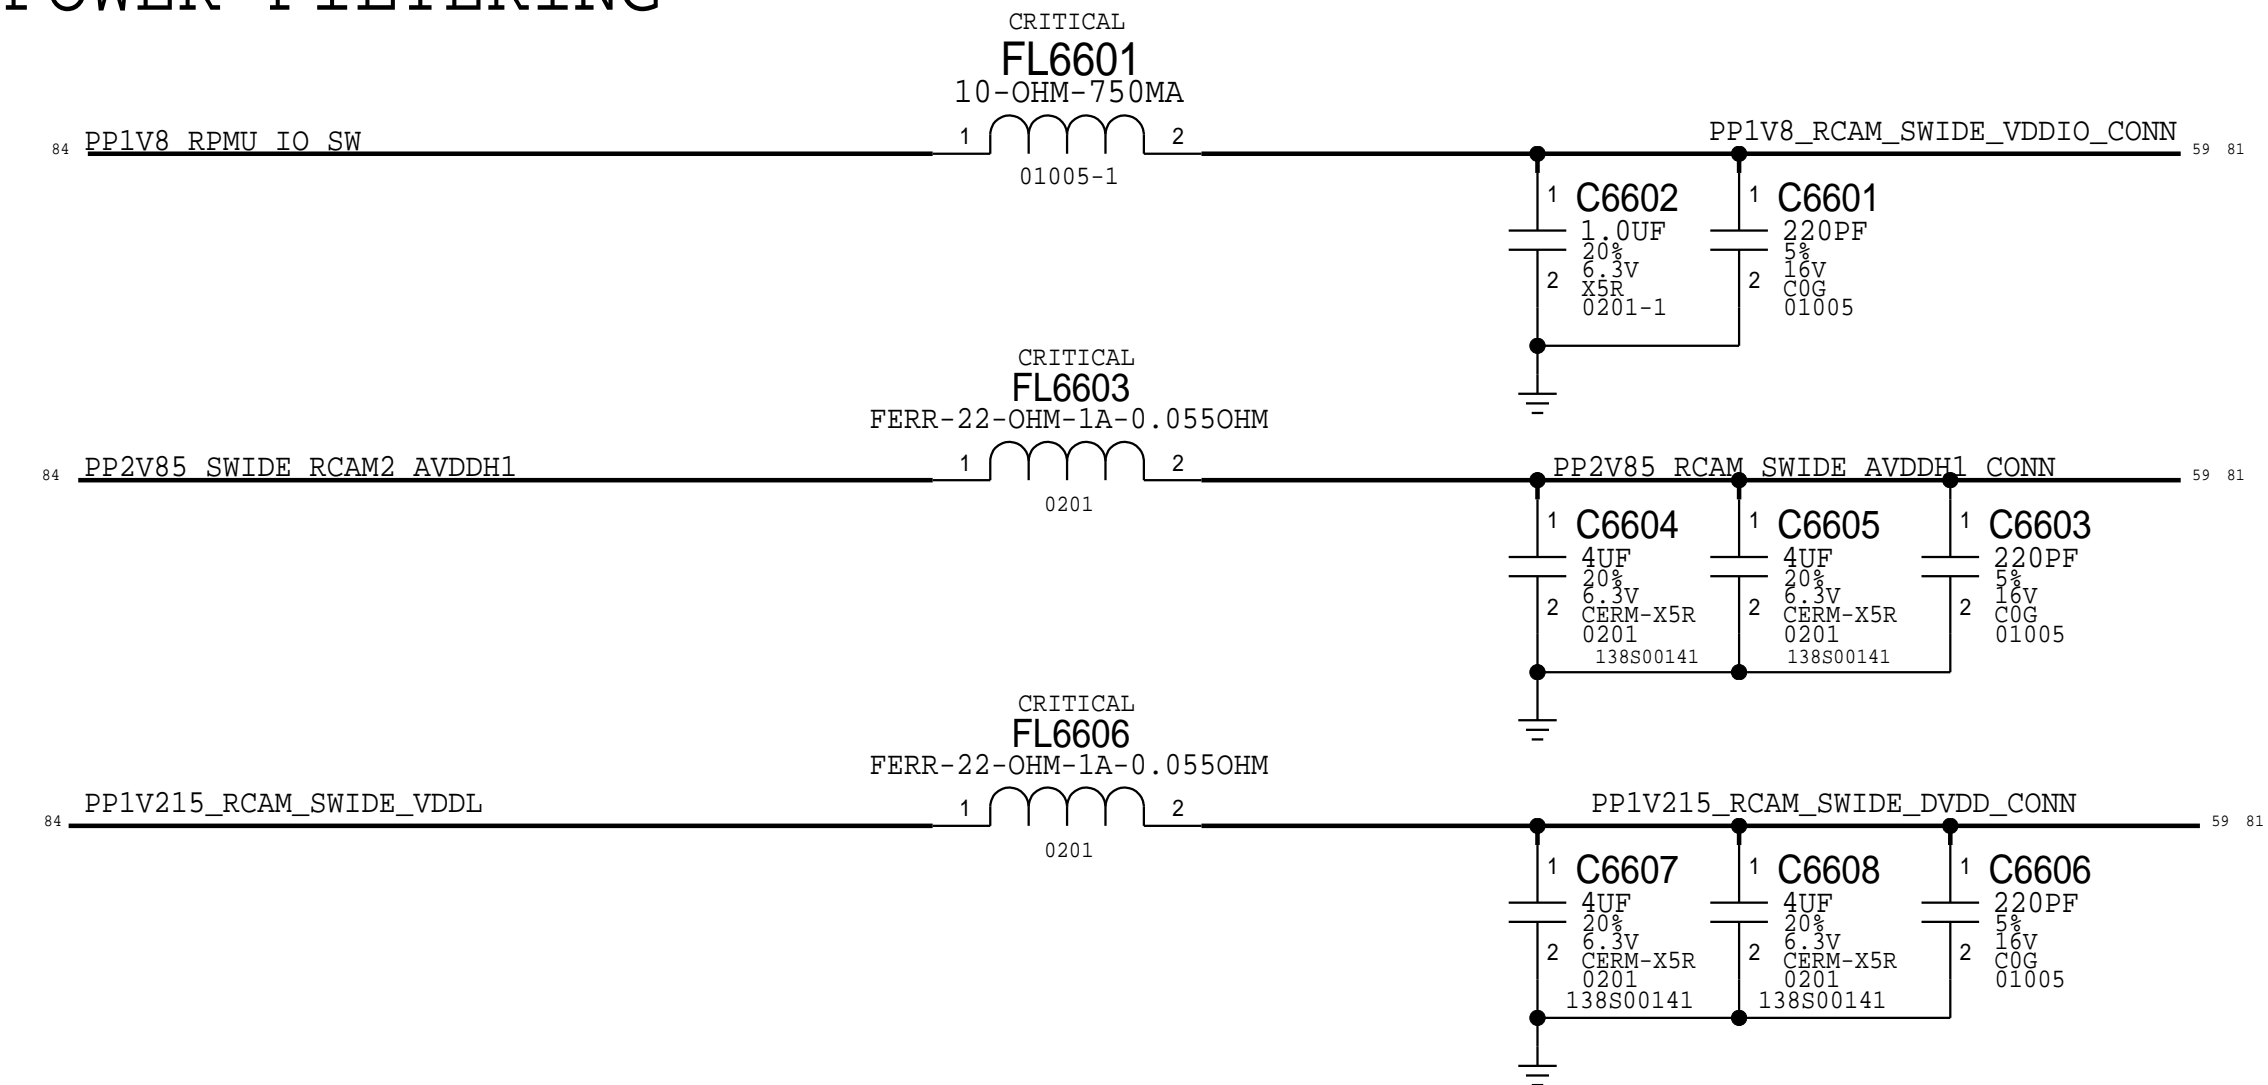 POWER FILTERING
CRITICAL
FL6601
10-OHM-750MA
84 PP1V8_RPMU_IO_SW
1 2
01005-1
PP1V8_RCAM_SWIDE_VDDIO_CONN 59 81
1 C6602
1.0UF
20%
6.3V
2 X5R
0201-1
1 C6601
220PF
5%
16V
2 C0G
01005
CRITICAL
FL6603
FERR-22-OHM-1A-0.055OHM
84 PP2V85_SWIDE_RCAM2_AVDDH1
1 2
0201
PP2V85_RCAM_SWIDE_AVDDH1_CONN 59 81
1 C6604
4UF
20%
6.3V
2 CERM-X5R
0201
138S00141
1 C6605
4UF
20%
6.3V
2 CERM-X5R
0201
138S00141
1 C6603
220PF
5%
16V
2 C0G
01005
CRITICAL
FL6606
FERR-22-OHM-1A-0.055OHM
84 PP1V215_RCAM_SWIDE_VDDL
1 2
0201
PP1V215_RCAM_SWIDE_DVDD_CONN 59 81
1 C6607
4UF
20%
6.3V
2 CERM-X5R
0201
138S00141
1 C6608
4UF
20%
6.3V
2 CERM-X5R
0201
138S00141
1 C6606
220PF
5%
16V
2 C0G
01005